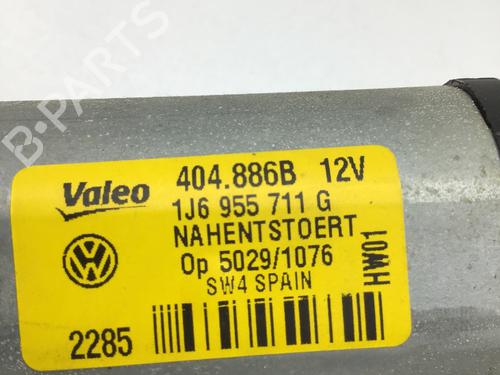 B-PARTS
Valeo 404.886B 12V
1J6 955 711 G
NAHENTSTOERT
Op 5029/1076
SW4 SPAIN
HW01
2285